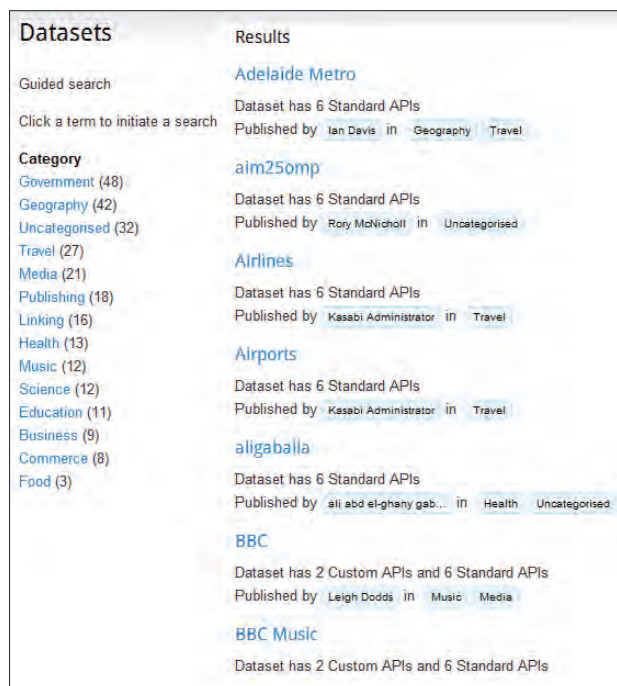 Datasets
Guided search
Click a term to initiate a search
Category
Government (48)
Geography (42)
Uncategorised (32)
Travel (27)
Media (21)
Publishing (18)
Linking (16)
Health (13)
Music (12)
Science (12)
Education (11)
Business (9)
Commerce (8)
Food (3)
Results
Adelaide Metro
Dataset has 6 Standard APIs
Published by Ian Davis in Geography Travel
aim25omp
Dataset has 6 Standard APIs
Published by Rory McNicholl in Uncategorised
Airlines
Dataset has 6 Standard APIs
Published by Kasabi Administrator in Travel
Airports
Dataset has 6 Standard APIs
Published by Kasabi Administrator in Travel
aligaballa
Dataset has 6 Standard APIs
Published by ali abd el-ghany gab... in Health Uncategorised
BBC
Dataset has 2 Custom APIs and 6 Standard APIs
Published by Leigh Dodds in Music Media
BBC Music
Dataset has 2 Custom APIs and 6 Standard APIs